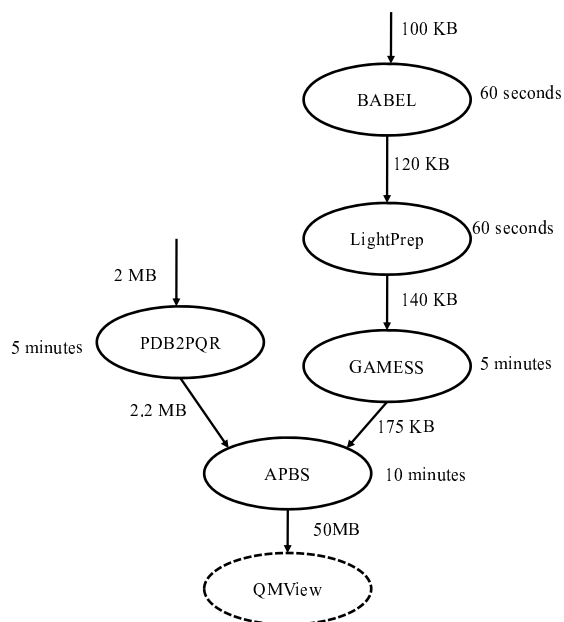 100 KB
BABEL
60 seconds
120 KB
LightPrep
60 seconds
2 MB
140 KB
5 minutes
PDB2PQR
GAMESS
5 minutes
2,2 MB
175 KB
APBS
10 minutes
50MB
QMView